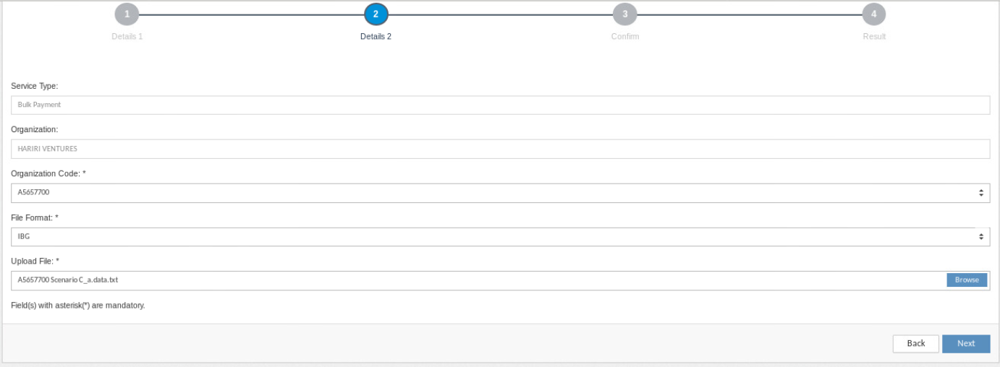 1
2
3
4
Details 1
Details 2
Confirm
Result
Service Type:
Bulk Payment
Organization:
HARIRI VENTURES
Organization Code: *
A5657700
File Format: *
IBG
Upload File: *
A5657700 Scenario C_a.data.txt
Browse
Field(s) with asterisk(*) are mandatory.
Back
Next